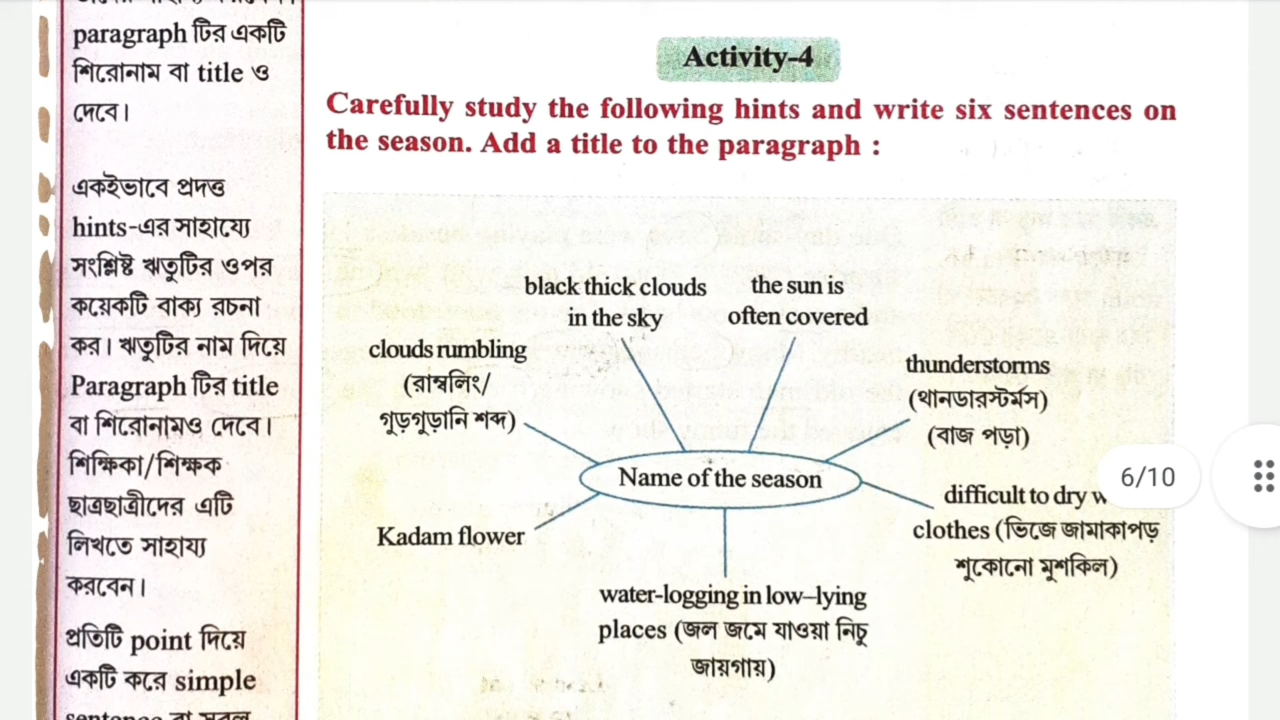 paragraph টির একটি
শিরোনাম বা title ও
দেবে।
একইভাবে প্রদত্ত
hints-এর সাহায্যে
সংশ্লিষ্ট ঋতুটির ওপর
কয়েকটি বাক্য রচনা
কর। ঋতুটির নাম দিয়ে
Paragraph টির title
বা শিরোনামও দেবে।
শিক্ষিকা/শিক্ষক
ছাত্রছাত্রীদের এটি
লিখতে সাহায্য
করবেন।
প্রতিটি point দিয়ে
একটি করে simple
Activity-4
Carefully study the following hints and write six sentences on
the season. Add a title to the paragraph :
black thick clouds
in the sky
the sun is
often covered
clouds rumbling
(রাম্বলিং/
গুড়গুড়ানি শব্দ)
thunderstorms
(থানডারস্টর্মস)
(বাজ পড়া)
Name of the season
Kadam flower
difficult to dry
clothes (ভিজে জামাকাপড়
শুকোনো মুশকিল)
water-logging in low–lying
places (জল জমে যাওয়া নিচু
জায়গায়)
6/10